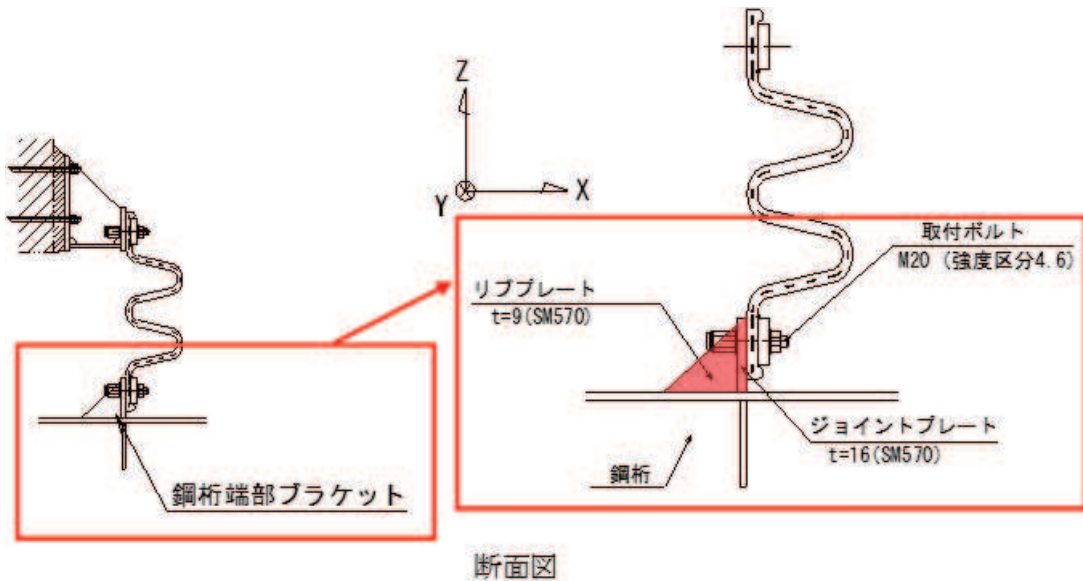 Z
Y
X
取付ボルト
M20 (強度区分4.6)
リブプレート
t=9(SM570)
ジョイントプレート
t=16(SM570)
鋼桁
鋼桁端部ブラケット
断面図